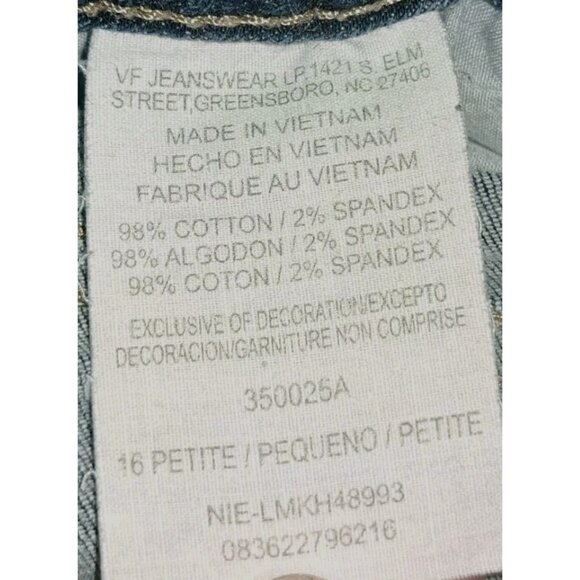 VF JEANSWEAR LP,1421 S. ELM
STREET,GREENSBORO, NC 27406
MADE IN VIETNAM
HECHO EN VIETNAM
FABRIQUE AU VIETNAM
98% COTTON / 2% SPANDEX
98% ALGODON / 2% SPANDEX
98% COTON / 2% SPANDEX
EXCLUSIVE OF DECORATION/EXCEPTO
DECORACION/GARNITURE NON COMPRISE
350025A
16 PETITE / PEQUENO / PETITE
NIE-LMKH48993
083622796216